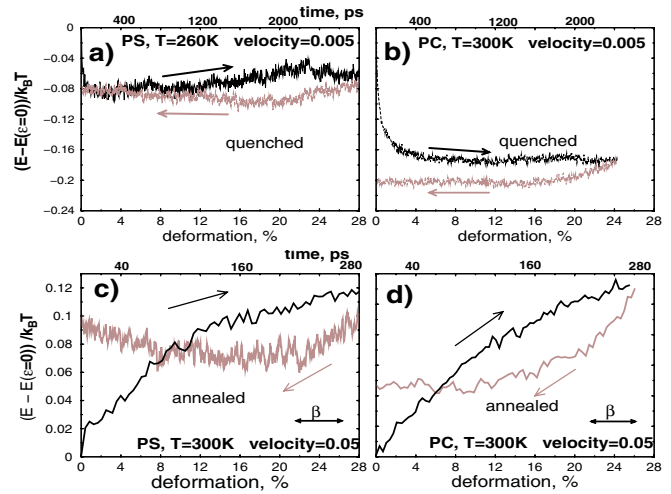 time, ps
400 1200 2000
400 1200 2000
a) PS, T=260K velocity=0.005
b) PC, T=300K velocity=0.005
(E−E(ε=0))/k_BT
-0.04
-0.08
-0.12
-0.16
-0.2
-0.24
quenched
quenched
0 4 8 12 16 20 24 28
0 4 8 12 16 20 24 28
deformation, %
deformation, %
time, ps
40 160 280
40 160 280
c)
d)
(E − E(ε=0)) /k_BT
0.12
0.1
0.08
0.06
0.04
0.02
0
annealed
annealed
β
β
PS, T=300K velocity=0.05
PC, T=300K velocity=0.05
0 4 8 12 16 20 24 28
0 4 8 12 16 20 24 28
deformation, %
deformation, %